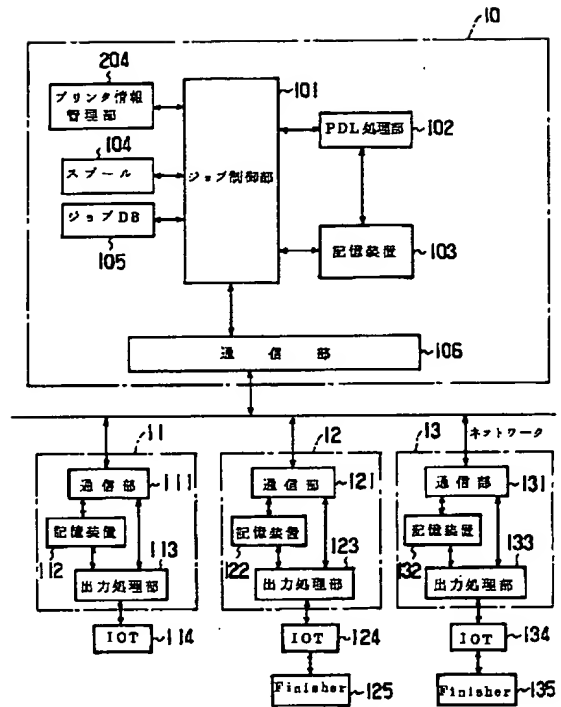 10
204
プリンタ情報
管理部
101
ジョブ制御部
PDL処理部
102
104
スプール
ジョブDB
105
記憶装置
103
通信部
106
ネットワーク
11
通信部
111
記憶装置
112
113
出力処理部
IOT
114
12
通信部
121
記憶装置
122
123
出力処理部
IOT
124
Finisher
125
13
通信部
131
記憶装置
132
133
出力処理部
IOT
134
Finisher
135